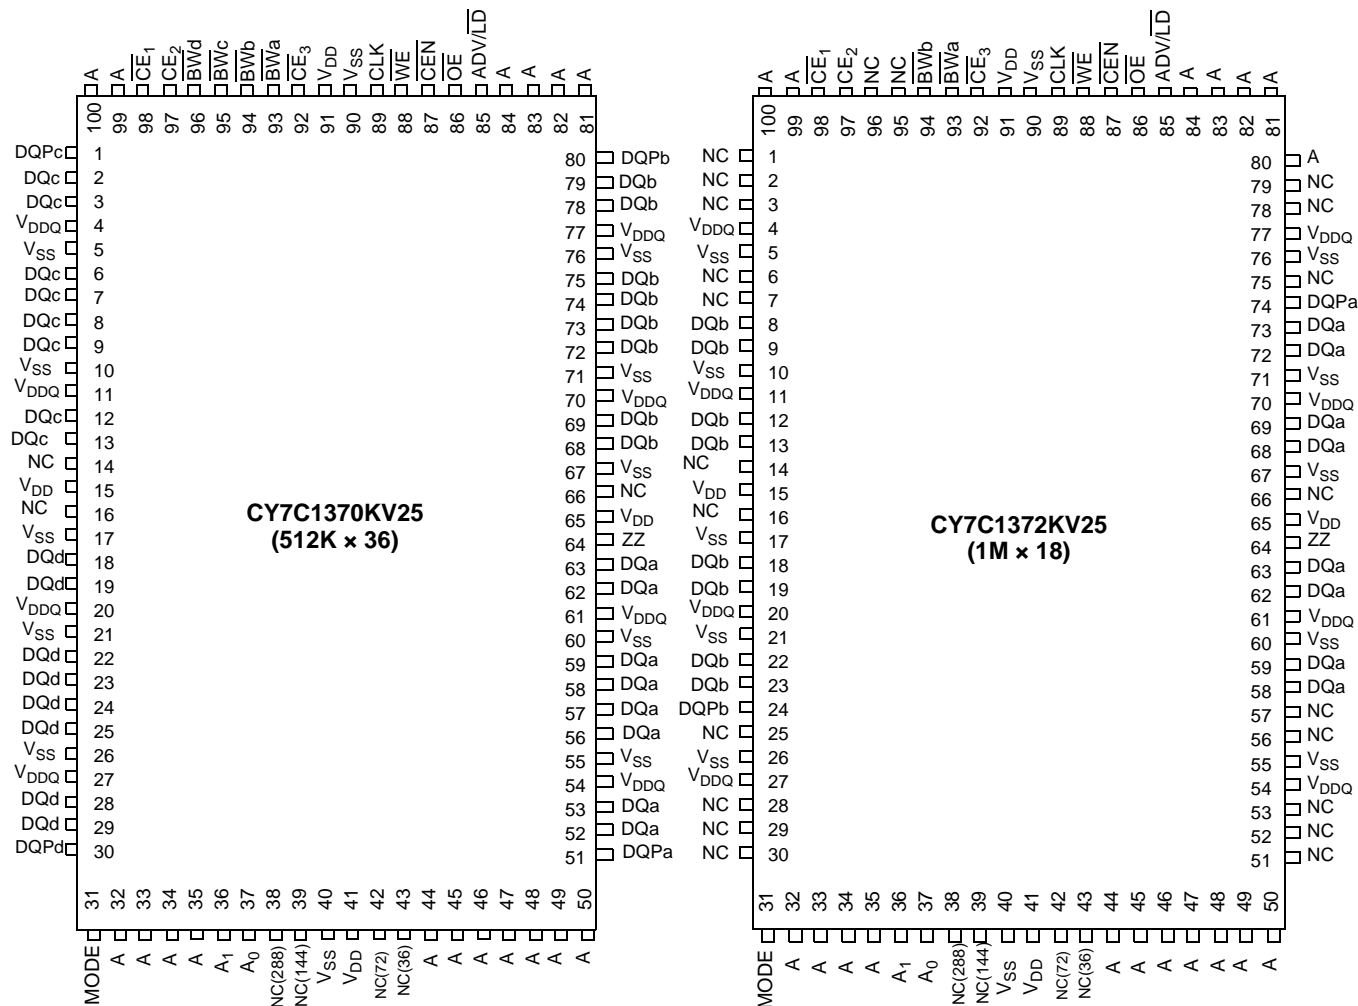 A A CE1 CE2 BWd BWc BWb BWa CE3 VDD VSS CLK WE CEN OE ADV/LD A A A A
100 99 98 97 96 95 94 93 92 91 90 89 88 87 86 85 84 83 82 81
DQPc 1 80 DQPb
DQc 2 79 DQb
DQc 3 78 DQb
VDDQ 4 77 VDDQ
VSS 5 76 VSS
DQc 6 75 DQb
DQc 7 74 DQb
DQc 8 73 DQb
DQc 9 72 DQb
VSS 10 71 VSS
VDDQ 11 70 VDDQ
DQc 12 69 DQb
DQc 13 68 DQb
NC 14 67 VSS
VDD 15 66 NC
NC 16 65 VDD
VSS 17 64 ZZ
DQd 18 63 DQa
DQd 19 62 DQa
VDDQ 20 61 VDDQ
VSS 21 60 VSS
DQd 22 59 DQa
DQd 23 58 DQa
DQd 24 57 DQa
DQd 25 56 DQa
VSS 26 55 VSS
VDDQ 27 54 VDDQ
DQd 28 53 DQa
DQd 29 52 DQa
DQPd 30 51 DQPa
CY7C1370KV25
(512K × 36)
31 32 33 34 35 36 37 38 39 40 41 42 43 44 45 46 47 48 49 50
MODE A A A A A1 A0 NC(288) NC(144) VSS VDD NC(72) NC(36) A A A A A A A
A A CE1 CE2 NC NC BWb BWa CE3 VDD VSS CLK WE CEN OE ADV/LD A A A A
100 99 98 97 96 95 94 93 92 91 90 89 88 87 86 85 84 83 82 81
NC 1 80 A
NC 2 79 NC
NC 3 78 NC
VDDQ 4 77 VDDQ
VSS 5 76 VSS
NC 6 75 NC
NC 7 74 DQPa
DQb 8 73 DQa
DQb 9 72 DQa
VSS 10 71 VSS
VDDQ 11 70 VDDQ
DQb 12 69 DQa
DQb 13 68 DQa
NC 14 67 VSS
VDD 15 66 NC
NC 16 65 VDD
VSS 17 64 ZZ
DQb 18 63 DQa
DQb 19 62 DQa
VDDQ 20 61 VDDQ
VSS 21 60 VSS
DQb 22 59 DQa
DQb 23 58 DQa
DQPb 24 57 NC
NC 25 56 NC
VSS 26 55 VSS
VDDQ 27 54 VDDQ
NC 28 53 NC
NC 29 52 NC
NC 30 51 NC
CY7C1372KV25
(1M × 18)
31 32 33 34 35 36 37 38 39 40 41 42 43 44 45 46 47 48 49 50
MODE A A A A A1 A0 NC(288) NC(144) VSS VDD NC(72) NC(36) A A A A A A A